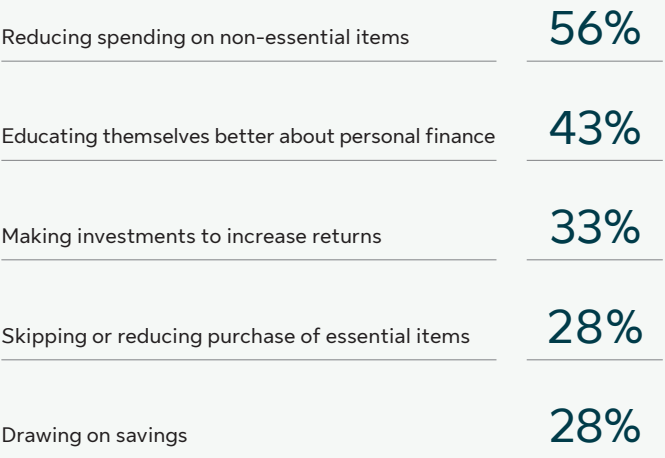 Reducing spending on non-essential items 56%
Educating themselves better about personal finance 43%
Making investments to increase returns 33%
Skipping or reducing purchase of essential items 28%
Drawing on savings 28%